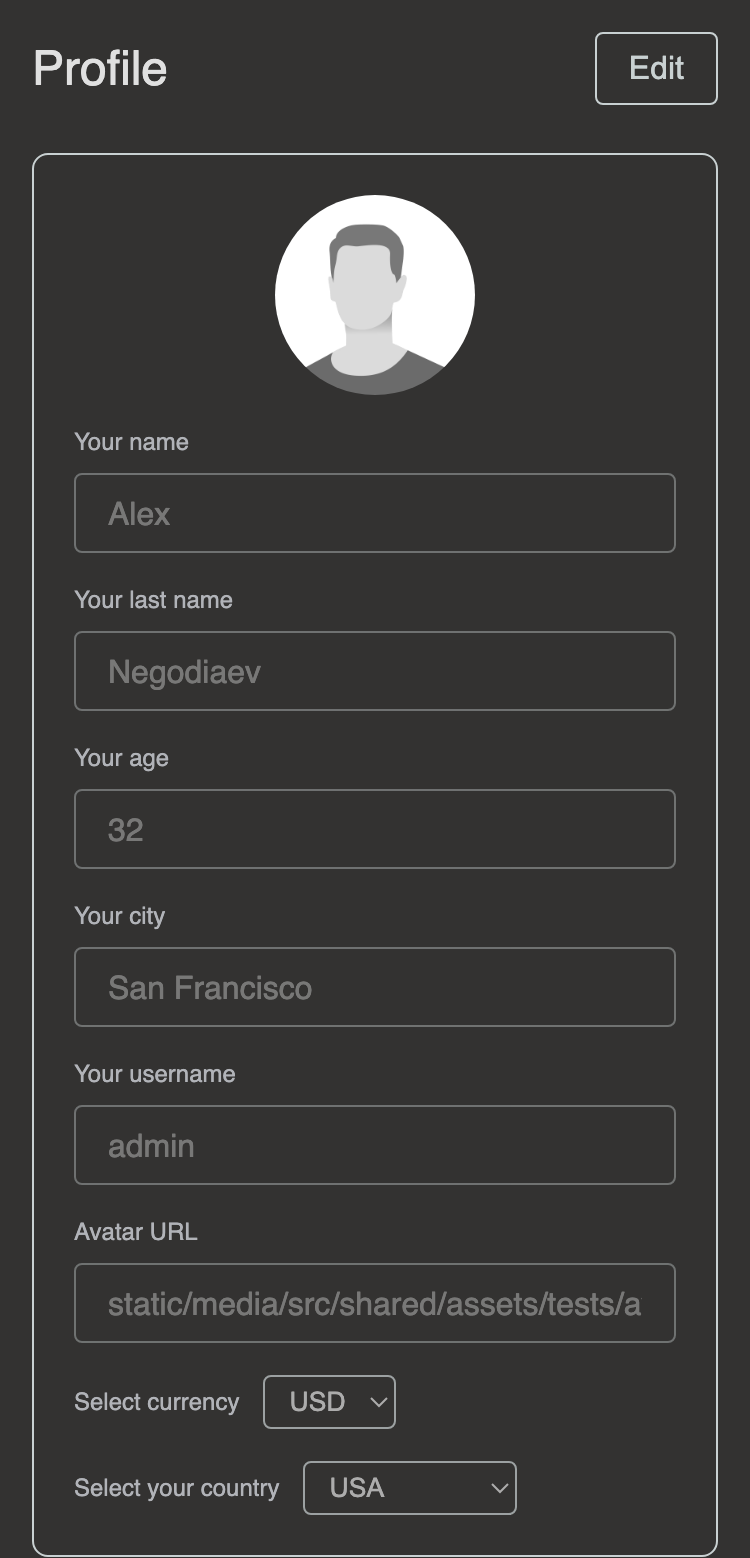 Profile
Edit
Your name
Alex
Your last name
Negodiaev
Your age
32
Your city
San Francisco
Your username
admin
Avatar URL
static/media/src/shared/assets/tests/a
Select currency USD
Select your country USA